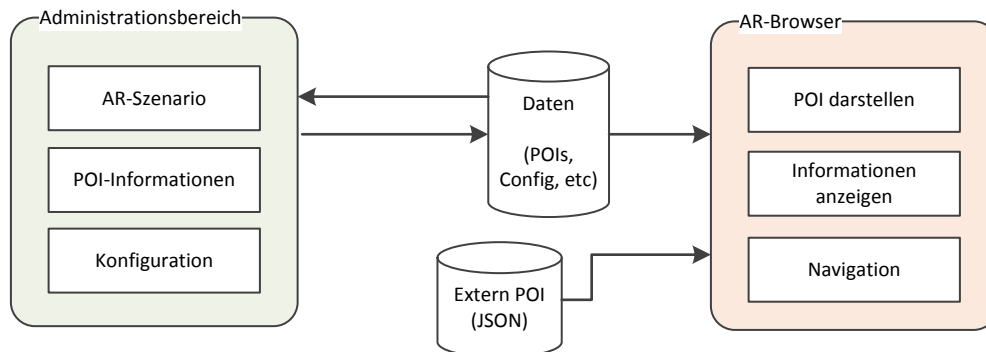 Administrationsbereich
AR-Szenario
POI-Informationen
Konfiguration
Daten
(POIs,
Config, etc)
Extern POI
(JSON)
AR-Browser
POI darstellen
Informationen
anzeigen
Navigation